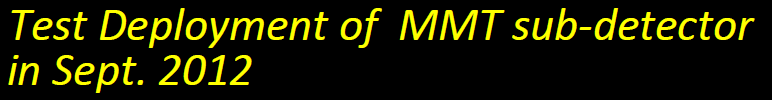 Test Deployment of MMT sub-detector
in Sept. 2012